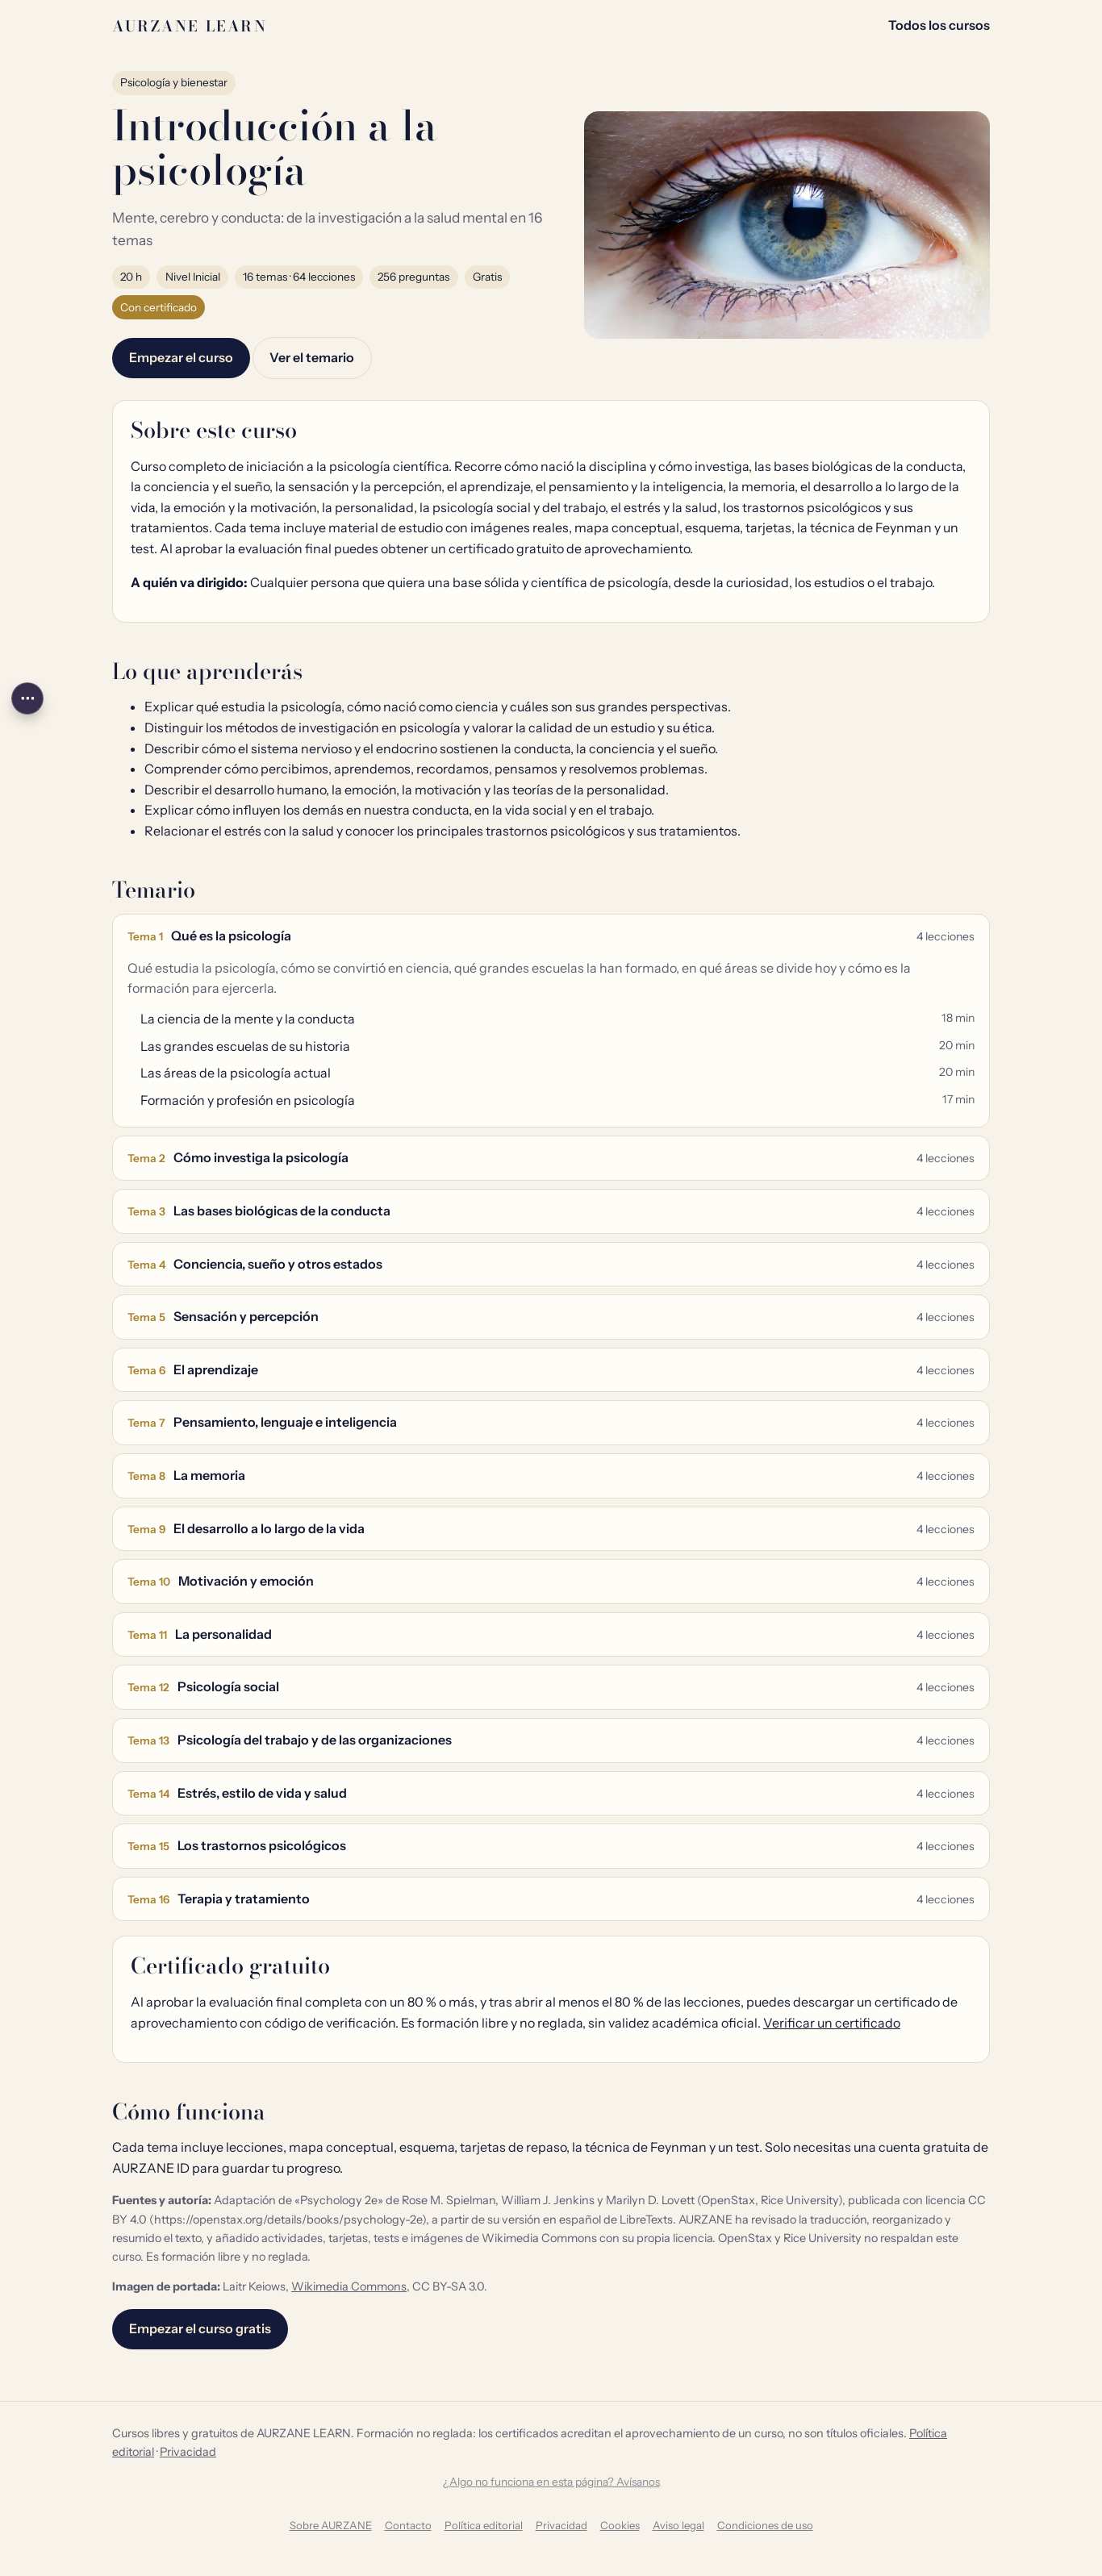 AURZANE LEARN
Todos los cursos
Psicología y bienestar
Introducción a la
psicología
Mente, cerebro y conducta: de la investigación a la salud mental en 16
temas
20 h
Nivel Inicial
16 temas · 64 lecciones
256 preguntas
Gratis
Con certificado
Empezar el curso
Ver el temario
Sobre este curso
Curso completo de iniciación a la psicología científica. Recorre cómo nació la disciplina y cómo investiga, las bases biológicas de la conducta,
la conciencia y el sueño, la sensación y la percepción, el aprendizaje, el pensamiento y la inteligencia, la memoria, el desarrollo a lo largo de la
vida, la emoción y la motivación, la personalidad, la psicología social y del trabajo, el estrés y la salud, los trastornos psicológicos y sus
tratamientos. Cada tema incluye material de estudio con imágenes reales, mapa conceptual, esquema, tarjetas, la técnica de Feynman y un
test. Al aprobar la evaluación final puedes obtener un certificado gratuito de aprovechamiento.
A quién va dirigido: Cualquier persona que quiera una base sólida y científica de psicología, desde la curiosidad, los estudios o el trabajo.
Lo que aprenderás
• Explicar qué estudia la psicología, cómo nació como ciencia y cuáles son sus grandes perspectivas.
• Distinguir los métodos de investigación en psicología y valorar la calidad de un estudio y su ética.
• Describir cómo el sistema nervioso y el endocrino sostienen la conducta, la conciencia y el sueño.
• Comprender cómo percibimos, aprendemos, recordamos, pensamos y resolvemos problemas.
• Describir el desarrollo humano, la emoción, la motivación y las teorías de la personalidad.
• Explicar cómo influyen los demás en nuestra conducta, en la vida social y en el trabajo.
• Relacionar el estrés con la salud y conocer los principales trastornos psicológicos y sus tratamientos.
Temario
Tema 1 Qué es la psicología 4 lecciones
Qué estudia la psicología, cómo se convirtió en ciencia, qué grandes escuelas la han formado, en qué áreas se divide hoy y cómo es la
formación para ejercerla.
La ciencia de la mente y la conducta 18 min
Las grandes escuelas de su historia 20 min
Las áreas de la psicología actual 20 min
Formación y profesión en psicología 17 min
Tema 2 Cómo investiga la psicología 4 lecciones
Tema 3 Las bases biológicas de la conducta 4 lecciones
Tema 4 Conciencia, sueño y otros estados 4 lecciones
Tema 5 Sensación y percepción 4 lecciones
Tema 6 El aprendizaje 4 lecciones
Tema 7 Pensamiento, lenguaje e inteligencia 4 lecciones
Tema 8 La memoria 4 lecciones
Tema 9 El desarrollo a lo largo de la vida 4 lecciones
Tema 10 Motivación y emoción 4 lecciones
Tema 11 La personalidad 4 lecciones
Tema 12 Psicología social 4 lecciones
Tema 13 Psicología del trabajo y de las organizaciones 4 lecciones
Tema 14 Estrés, estilo de vida y salud 4 lecciones
Tema 15 Los trastornos psicológicos 4 lecciones
Tema 16 Terapia y tratamiento 4 lecciones
Certificado gratuito
Al aprobar la evaluación final completa con un 80 % o más, y tras abrir al menos el 80 % de las lecciones, puedes descargar un certificado de
aprovechamiento con código de verificación. Es formación libre y no reglada, sin validez académica oficial. Verificar un certificado
Cómo funciona
Cada tema incluye lecciones, mapa conceptual, esquema, tarjetas de repaso, la técnica de Feynman y un test. Solo necesitas una cuenta gratuita de
AURZANE ID para guardar tu progreso.
Fuentes y autoría: Adaptación de «Psychology 2e» de Rose M. Spielman, William J. Jenkins y Marilyn D. Lovett (OpenStax, Rice University), publicada con licencia CC
BY 4.0 (https://openstax.org/details/books/psychology-2e), a partir de su versión en español de LibreTexts. AURZANE ha revisado la traducción, reorganizado y
resumido el texto, y añadido actividades, tarjetas, tests e imágenes de Wikimedia Commons con su propia licencia. OpenStax y Rice University no respaldan este
curso. Es formación libre y no reglada.
Imagen de portada: Laitr Keiows, Wikimedia Commons, CC BY-SA 3.0.
Empezar el curso gratis
Cursos libres y gratuitos de AURZANE LEARN. Formación no reglada: los certificados acreditan el aprovechamiento de un curso, no son títulos oficiales. Política
editorial · Privacidad
¿Algo no funciona en esta página? Avísanos
Sobre AURZANE Contacto Política editorial Privacidad Cookies Aviso legal Condiciones de uso